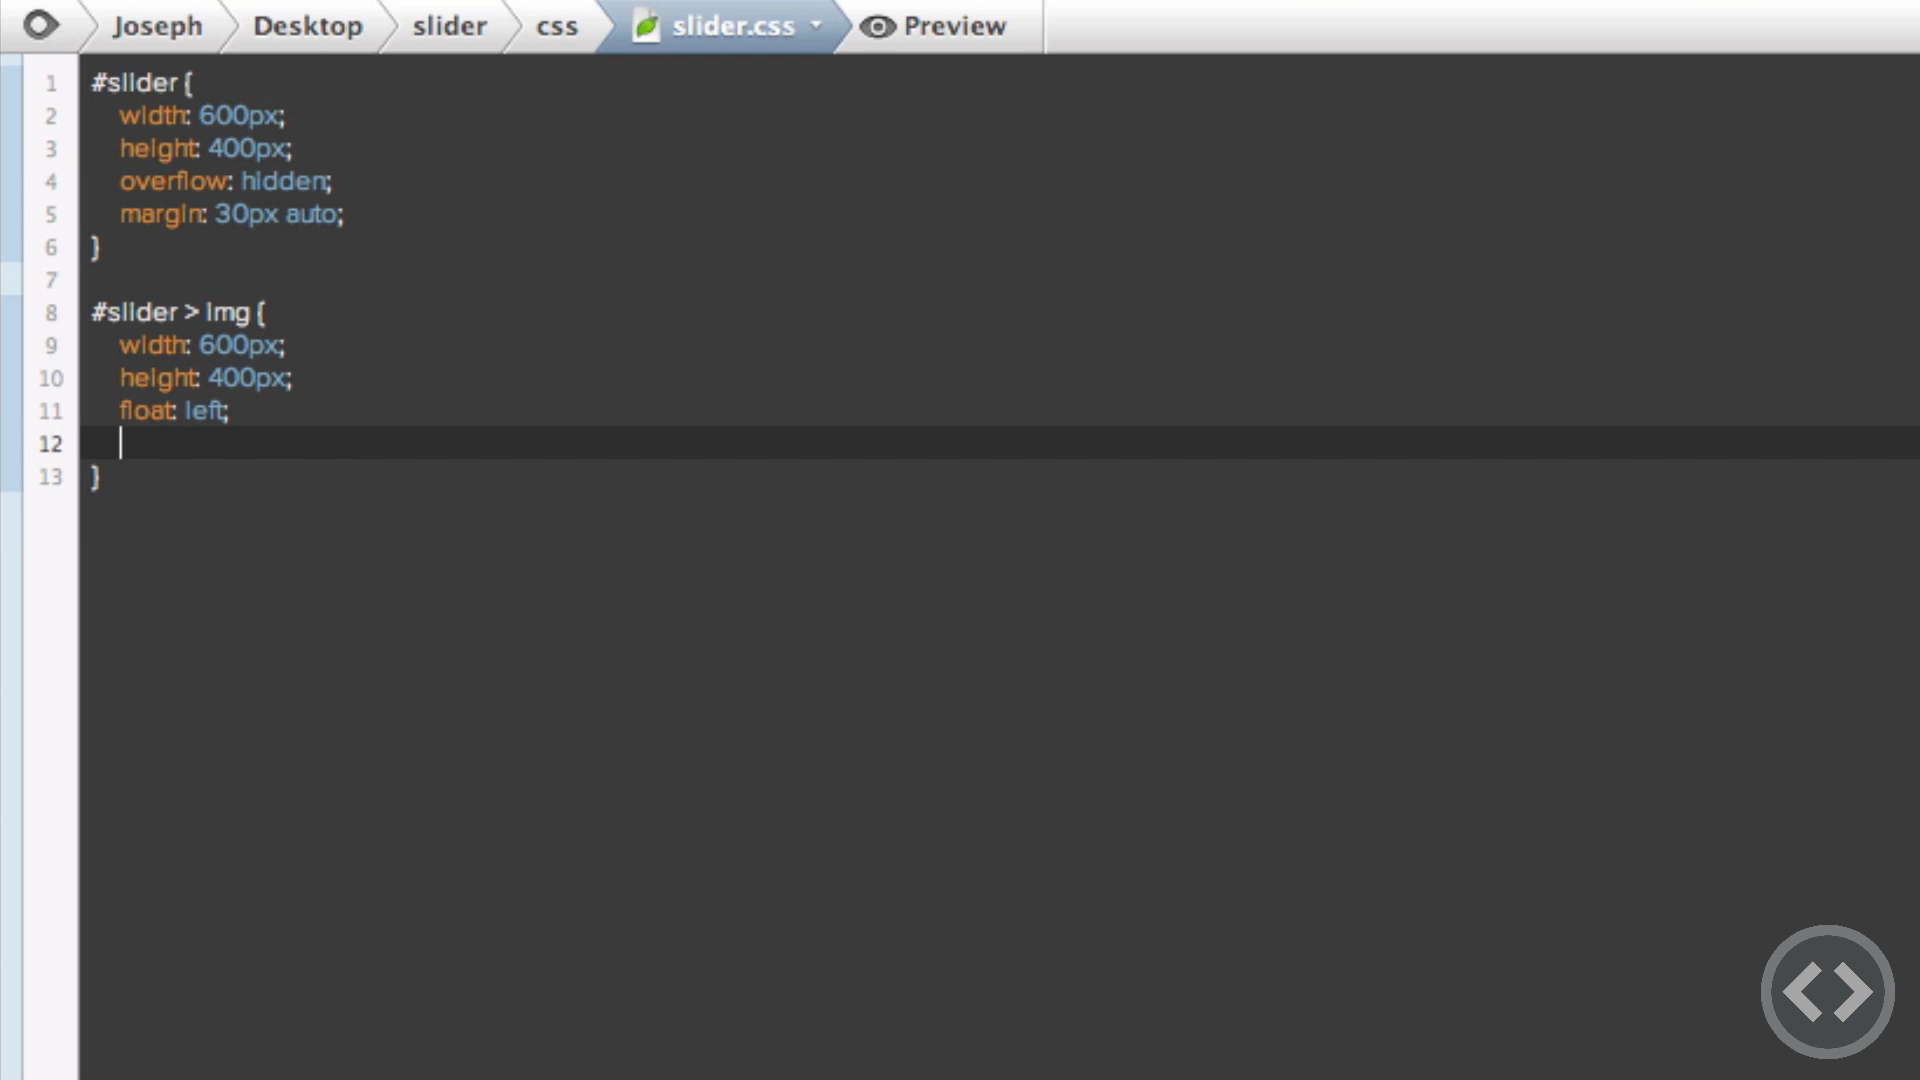 Joseph Desktop slider css slider.css Preview
1 #slider {
2 width: 600px;
3 height: 400px;
4 overflow: hidden;
5 margin: 30px auto;
6 }
7
8 #slider > img {
9 width: 600px;
10 height: 400px;
11 float: left;
12
13 }